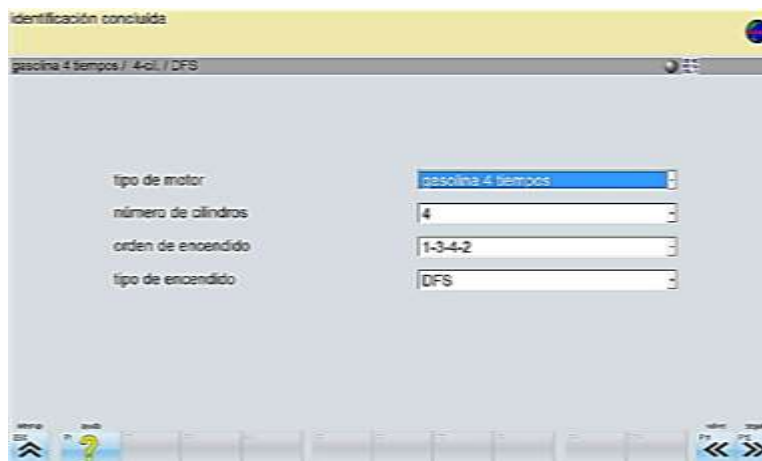 identificación concluida
gasolina 4 tiempos / 4-cil. / DFS
tipo de motor
gasolina 4 tiempos
número de cilindros
4
orden de encendido
1-3-4-2
tipo de encendido
DFS
ayuda
?